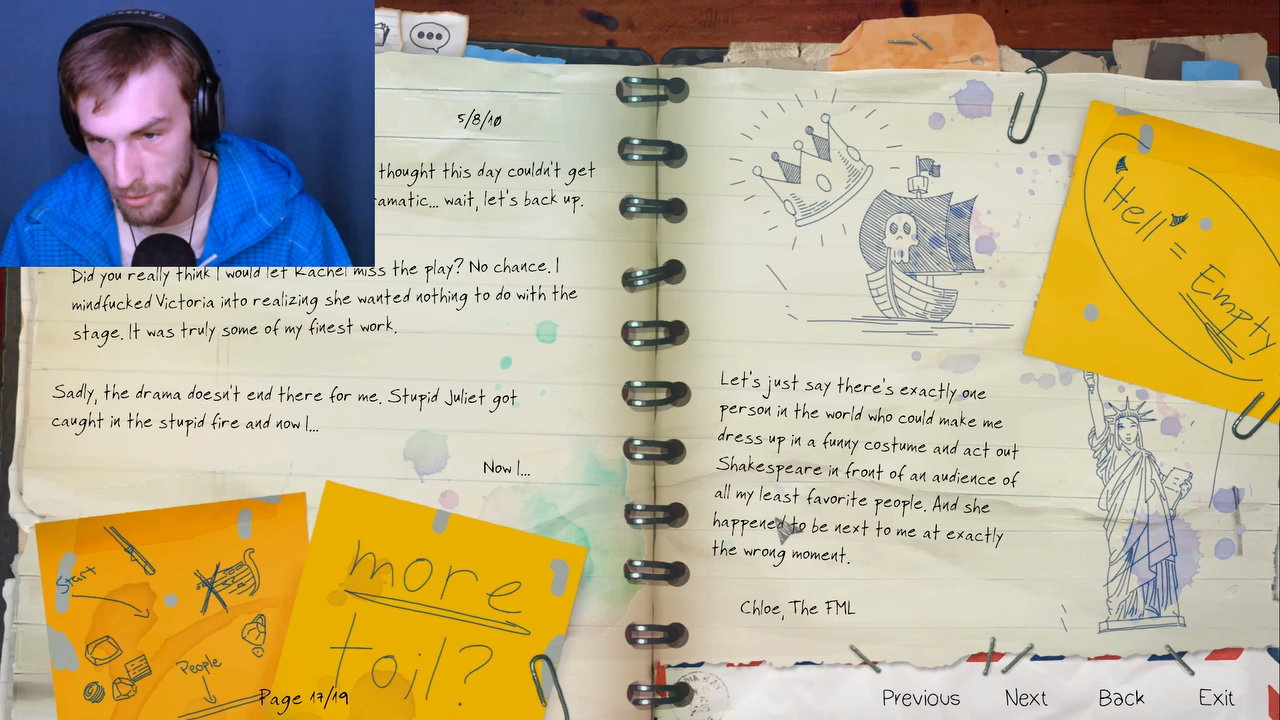 5/8/10
thought this day couldn't get
amatic... wait, let's back up.
Did you really think I would let Rachel miss the play? No chance. I
mindfucked Victoria into realizing she wanted nothing to do with the
stage. It was truly some of my finest work.
Sadly, the drama doesn't end there for me. Stupid Juliet got
caught in the stupid fire and now I...
Now I...
Start
People
more
toil?
Page 17/19
"Hell" =
Empty
Let's just say there's exactly one
person in the world who could make me
dress up in a funny costume and act out
Shakespeare in front of an audience of
all my least favorite people. And she
happened to be next to me at exactly
the wrong moment.
Chloe, The FML
Previous Next Back Exit